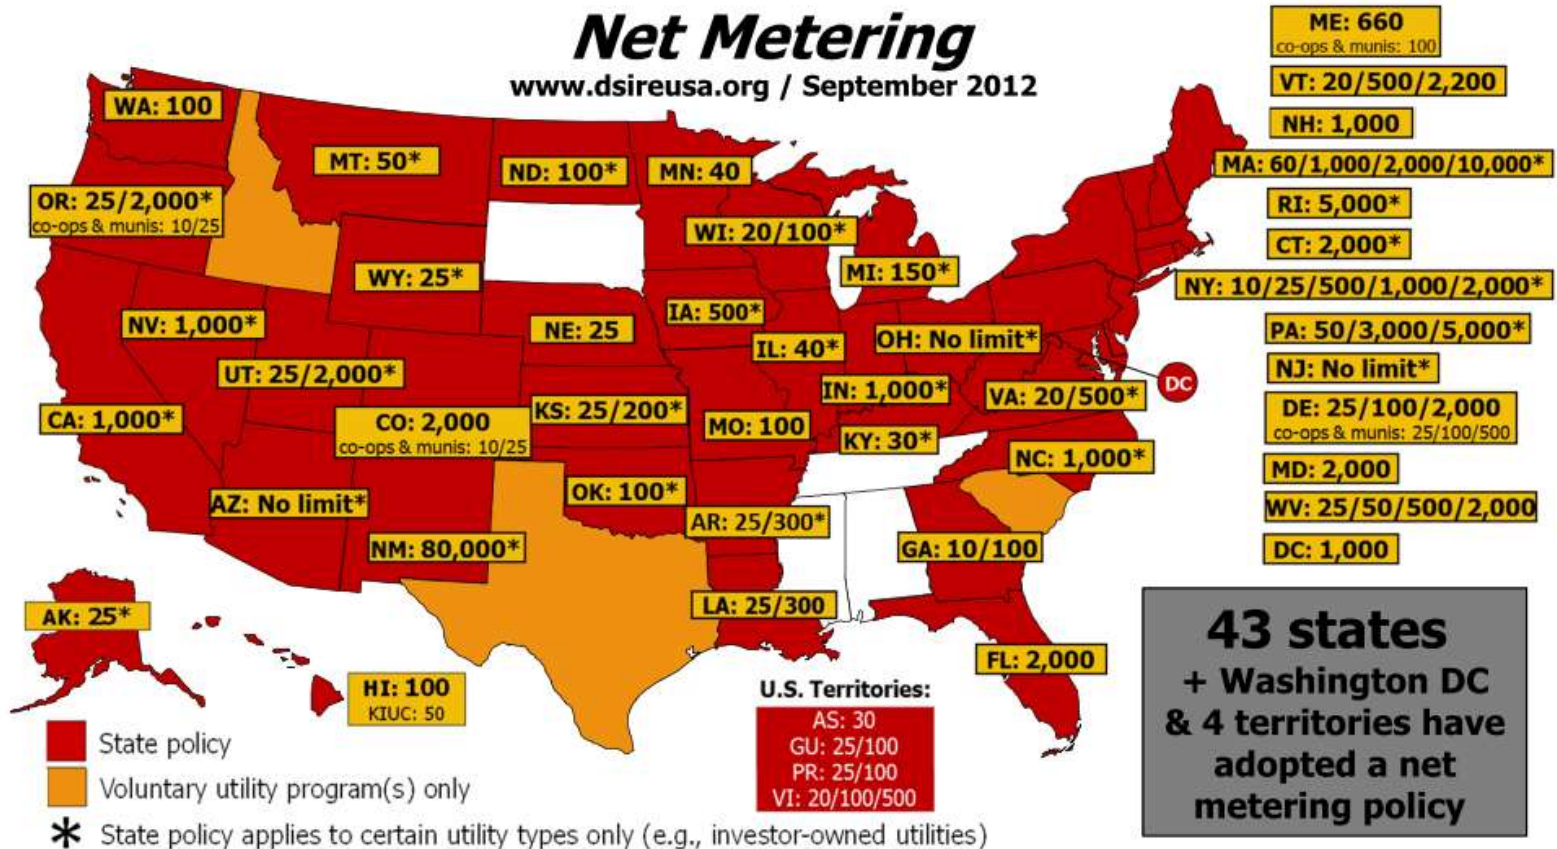 Net Metering
www.dsireusa.org / September 2012
WA: 100
MT: 50*
ND: 100*
MN: 40
OR: 25/2,000*
co-ops & munis: 10/25
WI: 20/100*
WY: 25*
MI: 150*
NV: 1,000*
NE: 25
IA: 500*
IL: 40*
OH: No limit*
UT: 25/2,000*
IN: 1,000*
VA: 20/500*
DC
CA: 1,000*
CO: 2,000
co-ops & munis: 10/25
KS: 25/200*
MO: 100
KY: 30*
NC: 1,000*
AZ: No limit*
OK: 100*
AR: 25/300*
NM: 80,000*
GA: 10/100
LA: 25/300
FL: 2,000
AK: 25*
HI: 100
KIUC: 50
ME: 660
co-ops & munis: 100
VT: 20/500/2,200
NH: 1,000
MA: 60/1,000/2,000/10,000*
RI: 5,000*
CT: 2,000*
NY: 10/25/500/1,000/2,000*
PA: 50/3,000/5,000*
NJ: No limit*
DE: 25/100/2,000
co-ops & munis: 25/100/500
MD: 2,000
WV: 25/50/500/2,000
DC: 1,000
State policy
Voluntary utility program(s) only
* State policy applies to certain utility types only (e.g., investor-owned utilities)
U.S. Territories:
AS: 30
GU: 25/100
PR: 25/100
VI: 20/100/500
43 states
+ Washington DC
& 4 territories have
adopted a net
metering policy